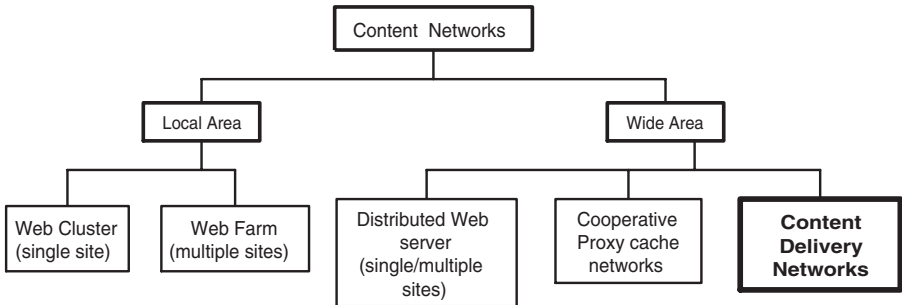 Content Networks
Local Area
Wide Area
Web Cluster
(single site)
Web Farm
(multiple sites)
Distributed Web
server
(single/multiple
sites)
Cooperative
Proxy cache
networks
Content
Delivery
Networks